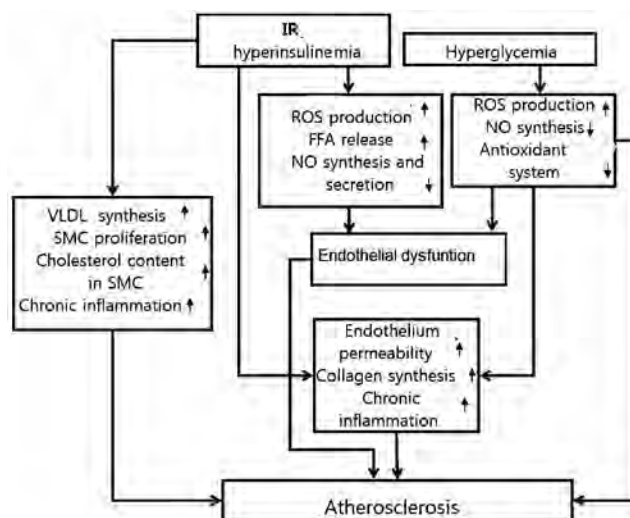 IR
hyperinsulinemia
Hyperglycemia
ROS production
FFA release
NO synthesis and
secretion
ROS production
NO synthesis
Antioxidant
system
VLDL synthesis
SMC proliferation
Cholesterol content
in SMC
Chronic inflammation
Endothelial dysfuntion
Endothelium
permeability
Collagen synthesis
Chronic
inflammation
Atherosclerosis